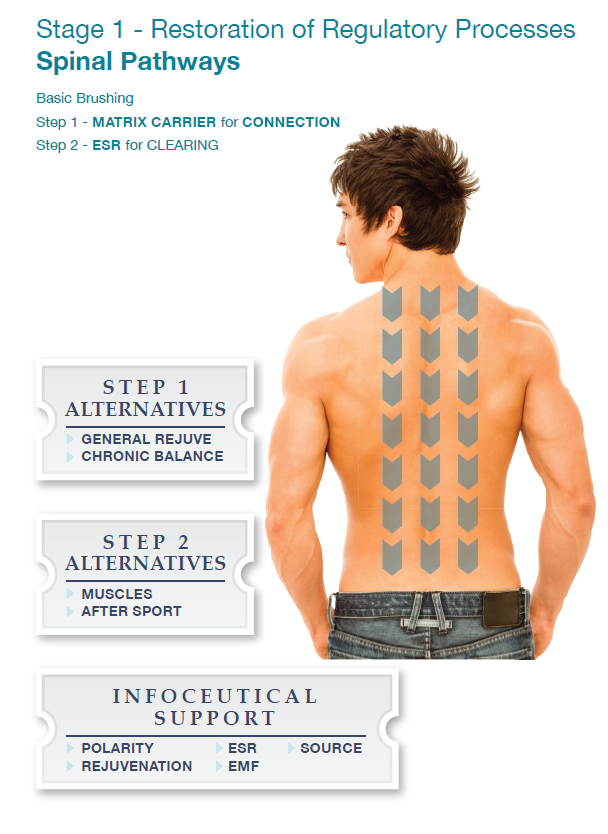 Stage 1 - Restoration of Regulatory Processes
Spinal Pathways
Basic Brushing
Step 1 - MATRIX CARRIER for CONNECTION
Step 2 - ESR for CLEARING
STEP 1
ALTERNATIVES
GENERAL REJUVE
CHRONIC BALANCE
STEP 2
ALTERNATIVES
MUSCLES
AFTER SPORT
INFOCEUTICAL
SUPPORT
POLARITY ESR SOURCE
REJUVENATION EMF